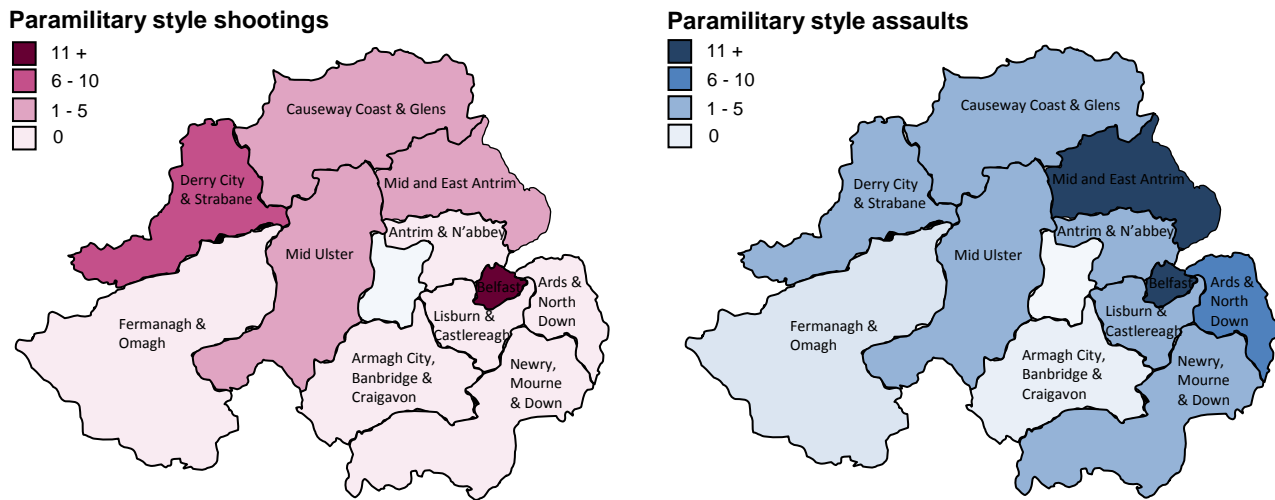 Paramilitary style shootings
11 +
6 - 10
1 - 5
0
Causeway Coast & Glens
Derry City
& Strabane
Mid and East Antrim
Antrim & N'abbey
Mid Ulster
Belfast
Ards &
North
Down
Lisburn &
Castlereagh
Fermanagh &
Omagh
Armagh City,
Banbridge &
Craigavon
Newry,
Mourne
& Down
Paramilitary style assaults
11 +
6 - 10
1 - 5
0
Causeway Coast & Glens
Derry City
& Strabane
Mid and East Antrim
Antrim & N'abbey
Mid Ulster
Belfast
Ards &
North
Down
Lisburn &
Castlereagh
Fermanagh &
Omagh
Armagh City,
Banbridge &
Craigavon
Newry,
Mourne
& Down